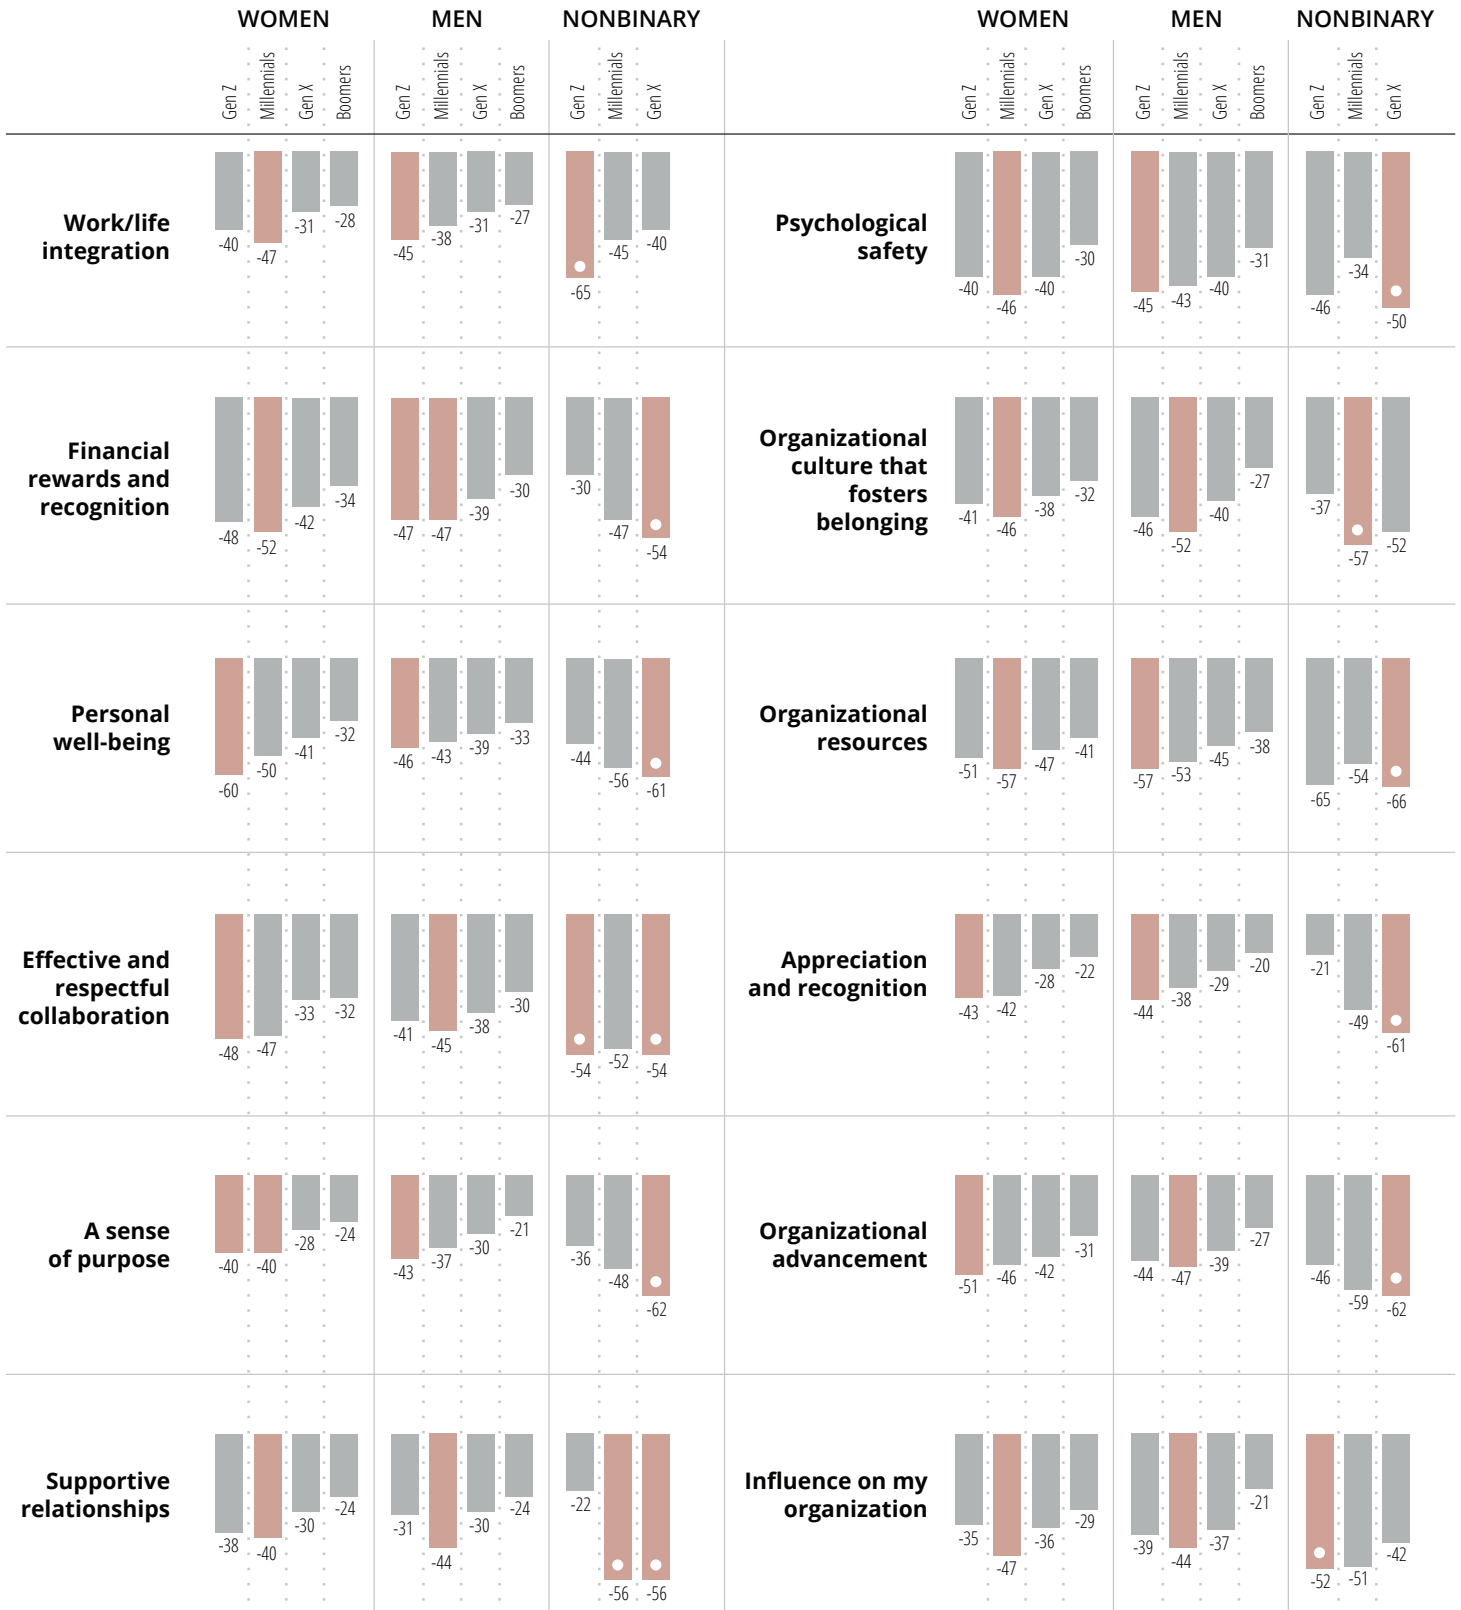 WOMEN MEN NONBINARY WOMEN MEN NONBINARY
Gen Z Millennials Gen X Boomers Gen Z Millennials Gen X Boomers Gen Z Millennials Gen X Gen Z Millennials Gen X Boomers Gen Z Millennials Gen X Boomers Gen Z Millennials Gen X
Work/life
integration
-40 -47 -31 -28 -45 -38 -31 -27 -65 -45 -40
Psychological
safety
-40 -46 -40 -30 -45 -43 -40 -31 -46 -34 -50
Financial
rewards and
recognition
-48 -52 -42 -34 -47 -47 -39 -30 -30 -47 -54
Organizational
culture that
fosters
belonging
-41 -46 -38 -32 -46 -52 -40 -27 -37 -57 -52
Personal
well-being
-60 -50 -41 -32 -46 -43 -39 -33 -44 -56 -61
Organizational
resources
-51 -57 -47 -41 -57 -53 -45 -38 -65 -54 -66
Effective and
respectful
collaboration
-48 -47 -33 -32 -41 -45 -38 -30 -54 -52 -54
Appreciation
and recognition
-43 -42 -28 -22 -44 -38 -29 -20 -21 -49 -61
A sense
of purpose
-40 -40 -28 -24 -43 -37 -30 -21 -36 -48 -62
Organizational
advancement
-51 -46 -42 -31 -44 -47 -39 -27 -46 -59 -62
Supportive
relationships
-38 -40 -30 -24 -31 -44 -30 -24 -22 -56 -56
Influence on my
organization
-35 -47 -36 -29 -39 -44 -37 -21 -52 -51 -42